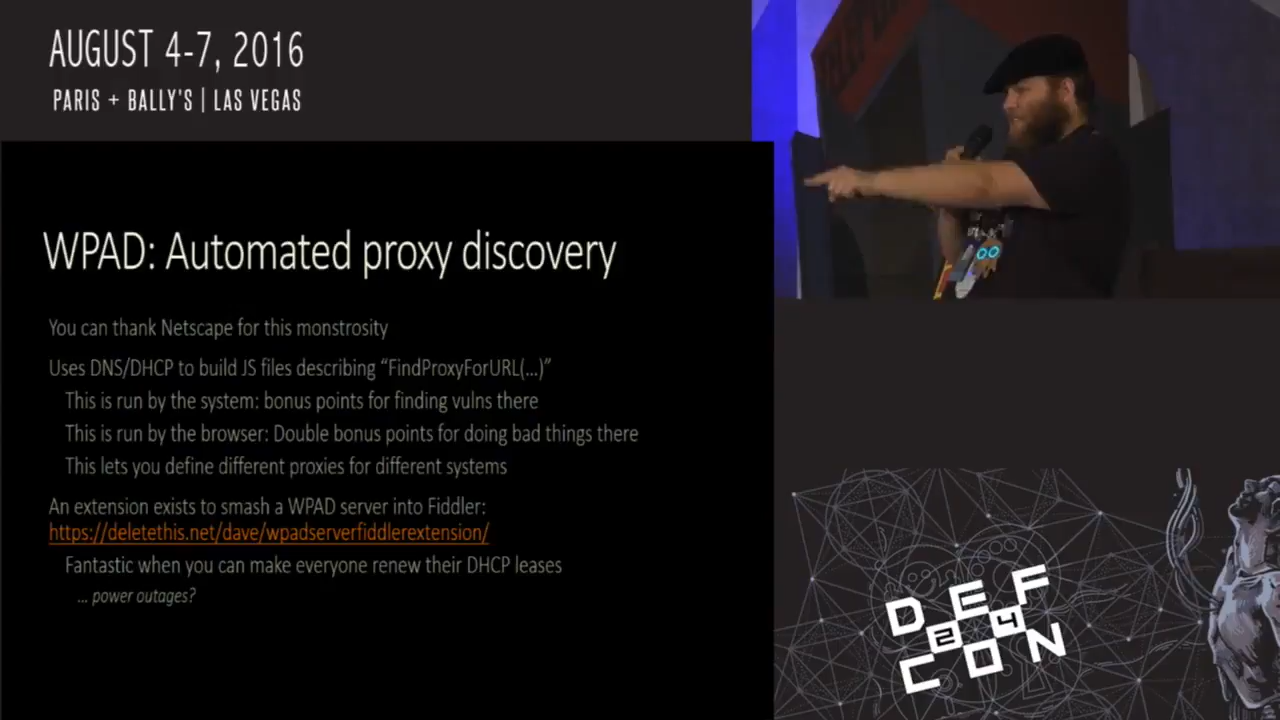 AUGUST 4-7, 2016
PARIS + BALLY'S | LAS VEGAS
WPAD: Automated proxy discovery
You can thank Netscape for this monstrosity
Uses DNS/DHCP to build JS files describing “FindProxyForURL(...)”
This is run by the system: bonus points for finding vulns there
This is run by the browser: Double bonus points for doing bad things there
This lets you define different proxies for different systems
An extension exists to smash a WPAD server into Fiddler:
https://deletethis.net/dave/wpadserverfiddlerextension/
Fantastic when you can make everyone renew their DHCP leases
... power outages?
DEF
24
CON